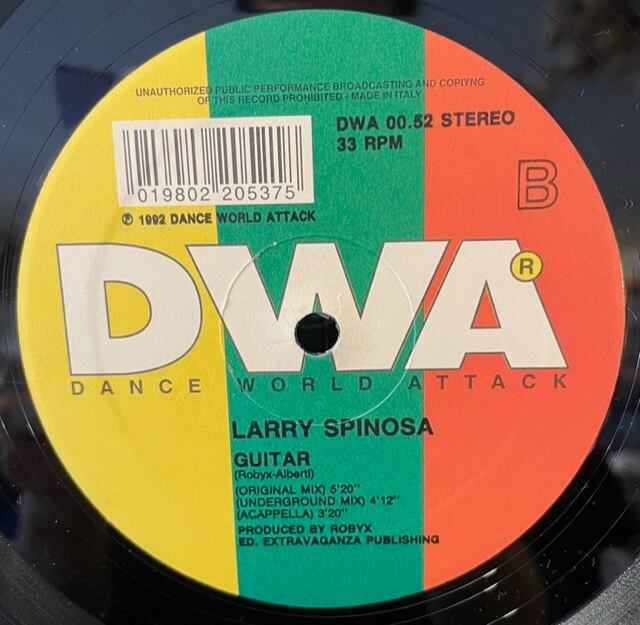 UNAUTHORIZED PUBLIC PERFORMANCE BROADCASTING AND COPIYNG
OF THIS RECORD PROHIBITED - MADE IN ITALY
DWA 00.52 STEREO
33 RPM
019802 205375
B
℗ 1992 DANCE WORLD ATTACK
DWA®
DANCE WORLD ATTACK
LARRY SPINOSA
GUITAR
(Robyx-Alberti)
(ORIGINAL MIX) 5'20"
(UNDERGROUND MIX) 4'12"
(ACAPPELLA) 3'20"
PRODUCED BY ROBYX
ED. EXTRAVAGANZA PUBLISHING